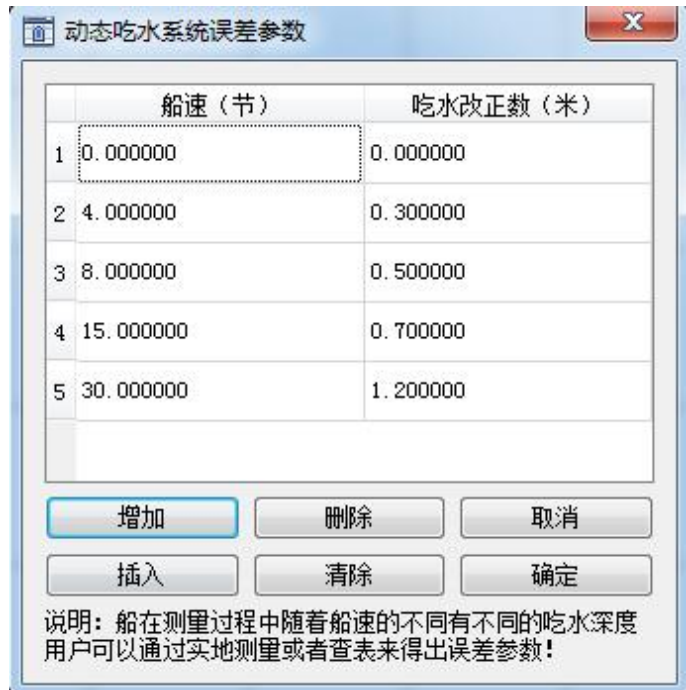 动态吃水系统误差参数
船速（节） 吃水改正数（米）
1 0.000000 0.000000
2 4.000000 0.300000
3 8.000000 0.500000
4 15.000000 0.700000
5 30.000000 1.200000
增加 删除 取消
插入 清除 确定
说明：船在测量过程中随着船速的不同有不同的吃水深度
用户可以通过实地测量或者查表来得出误差参数！